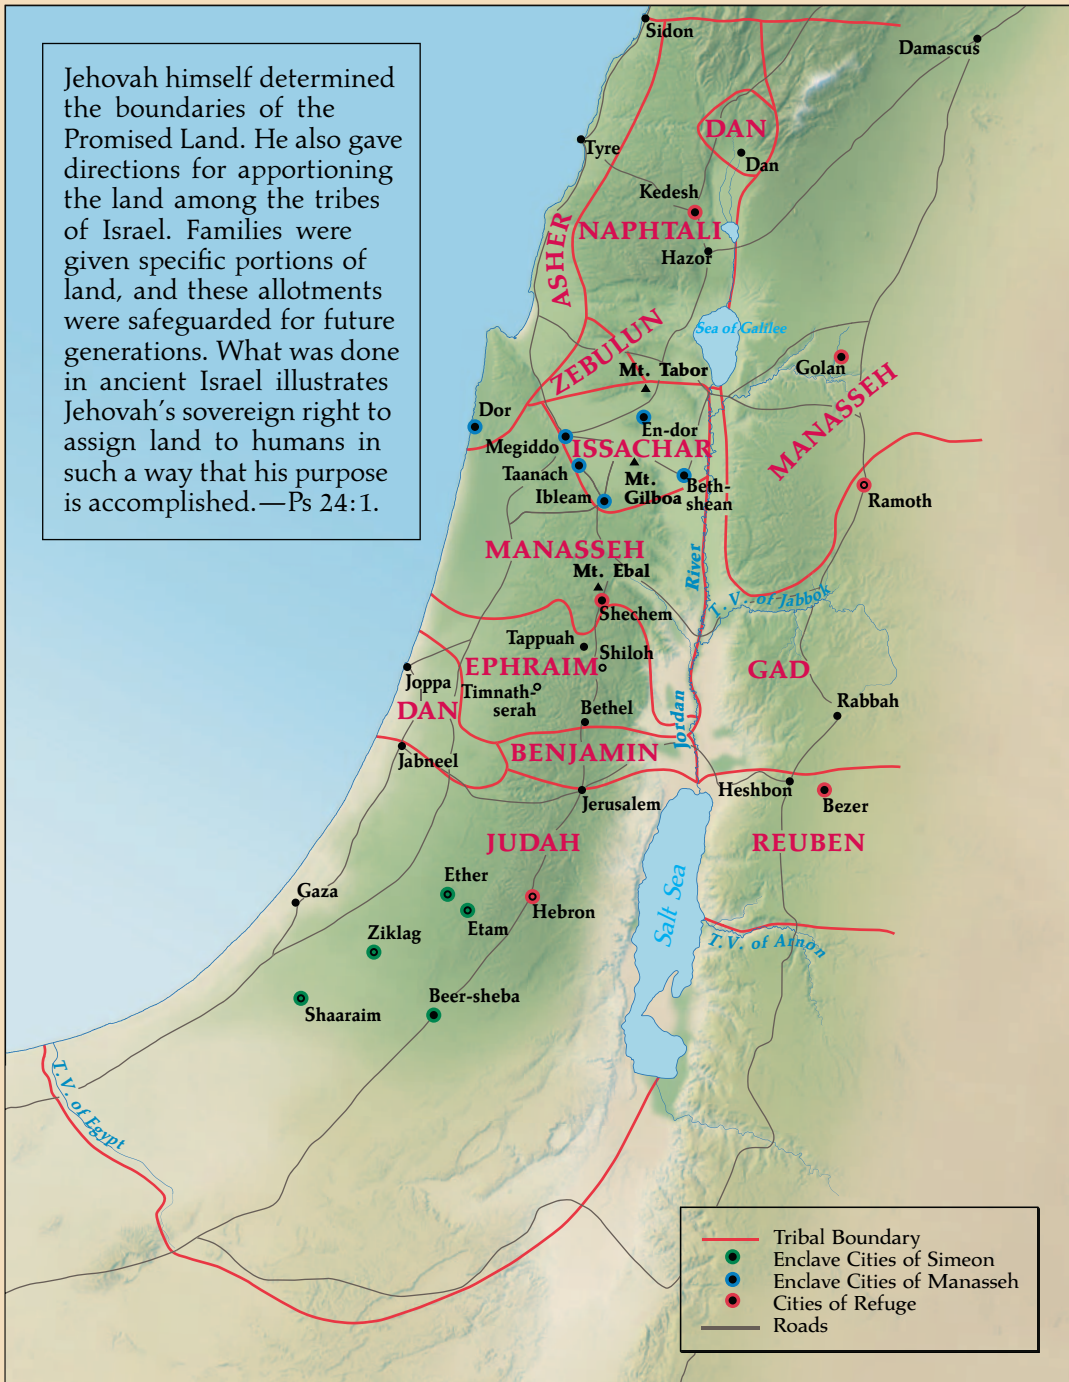 Jehovah himself determined
the boundaries of the
Promised Land. He also gave
directions for apportioning
the land among the tribes
of Israel. Families were
given specific portions of
land, and these allotments
were safeguarded for future
generations. What was done
in ancient Israel illustrates
Jehovah's sovereign right to
assign land to humans in
such a way that his purpose
is accomplished.—Ps 24:1.
Sidon
Damascus
Tyre
DAN
Dan
Kedesh
NAPHTALI
Hazor
ASHER
Sea of Galilee
ZEBULUN
Golan
Mt. Tabor
MANASSEH
Dor
En-dor
Megiddo
ISSACHAR
Taanach
Mt.
Gilboa
Ibleam
Beth-
shean
Ramoth
MANASSEH
Mt. Ebal
River
T.V. of Jabbok
Shechem
Tappuah
Shiloh
EPHRAIM
GAD
Joppa
Timnath-
serah
DAN
Bethel
Jordan
Rabbah
BENJAMIN
Jabneel
Heshbon
Jerusalem
Bezer
JUDAH
REUBEN
Ether
Gaza
Etam
Hebron
Salt Sea
Ziklag
T.V. of Arnon
Beer-sheba
Shaaraim
T.V. of Egypt
Tribal Boundary
Enclave Cities of Simeon
Enclave Cities of Manasseh
Cities of Refuge
Roads